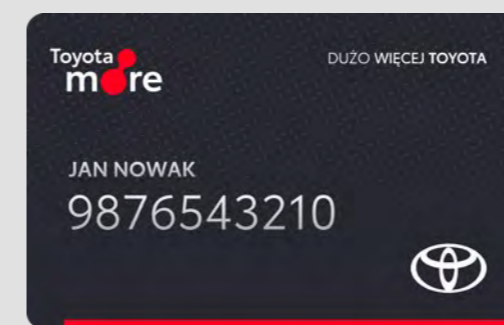 Toyota
more
DUŻO WIĘCEJ TOYOTA
JAN NOWAK
9876543210